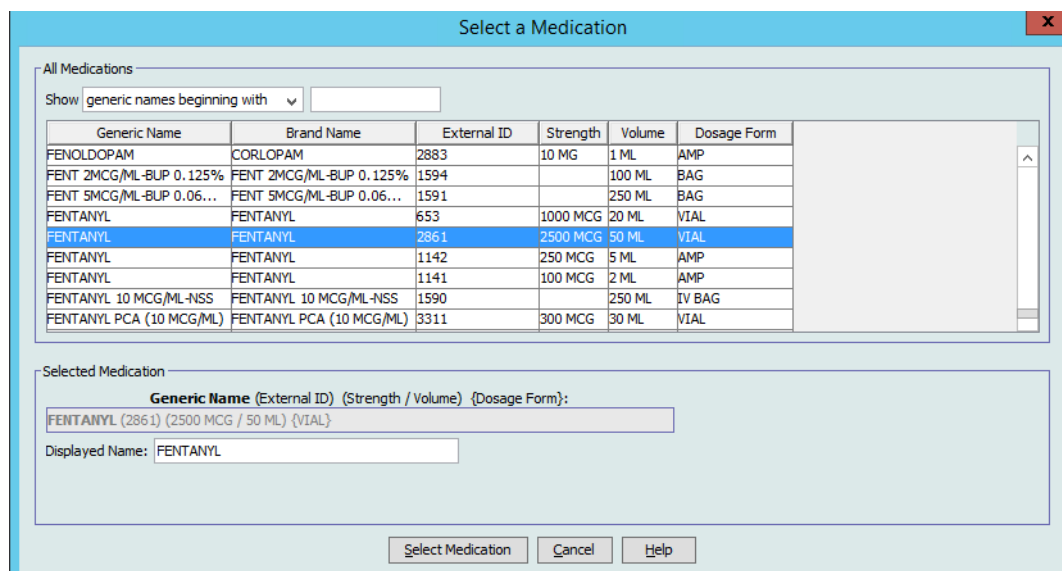 Select a Medication
x
All Medications
Show generic names beginning with
Generic Name Brand Name External ID Strength Volume Dosage Form
FENOLDOPAM CORLOPAM 2883 10 MG 1 ML AMP
FENT 2MCG/ML-BUP 0.125% FENT 2MCG/ML-BUP 0.125% 1594 100 ML BAG
FENT 5MCG/ML-BUP 0.06... FENT 5MCG/ML-BUP 0.06... 1591 250 ML BAG
FENTANYL FENTANYL 653 1000 MCG 20 ML VIAL
FENTANYL FENTANYL 2861 2500 MCG 50 ML VIAL
FENTANYL FENTANYL 1142 250 MCG 5 ML AMP
FENTANYL FENTANYL 1141 100 MCG 2 ML AMP
FENTANYL 10 MCG/ML-NSS FENTANYL 10 MCG/ML-NSS 1590 250 ML IV BAG
FENTANYL PCA (10 MCG/ML) FENTANYL PCA (10 MCG/ML) 3311 300 MCG 30 ML VIAL
Selected Medication
Generic Name (External ID) (Strength / Volume) {Dosage Form}:
FENTANYL (2861) (2500 MCG / 50 ML) {VIAL}
Displayed Name: FENTANYL
Select Medication Cancel Help